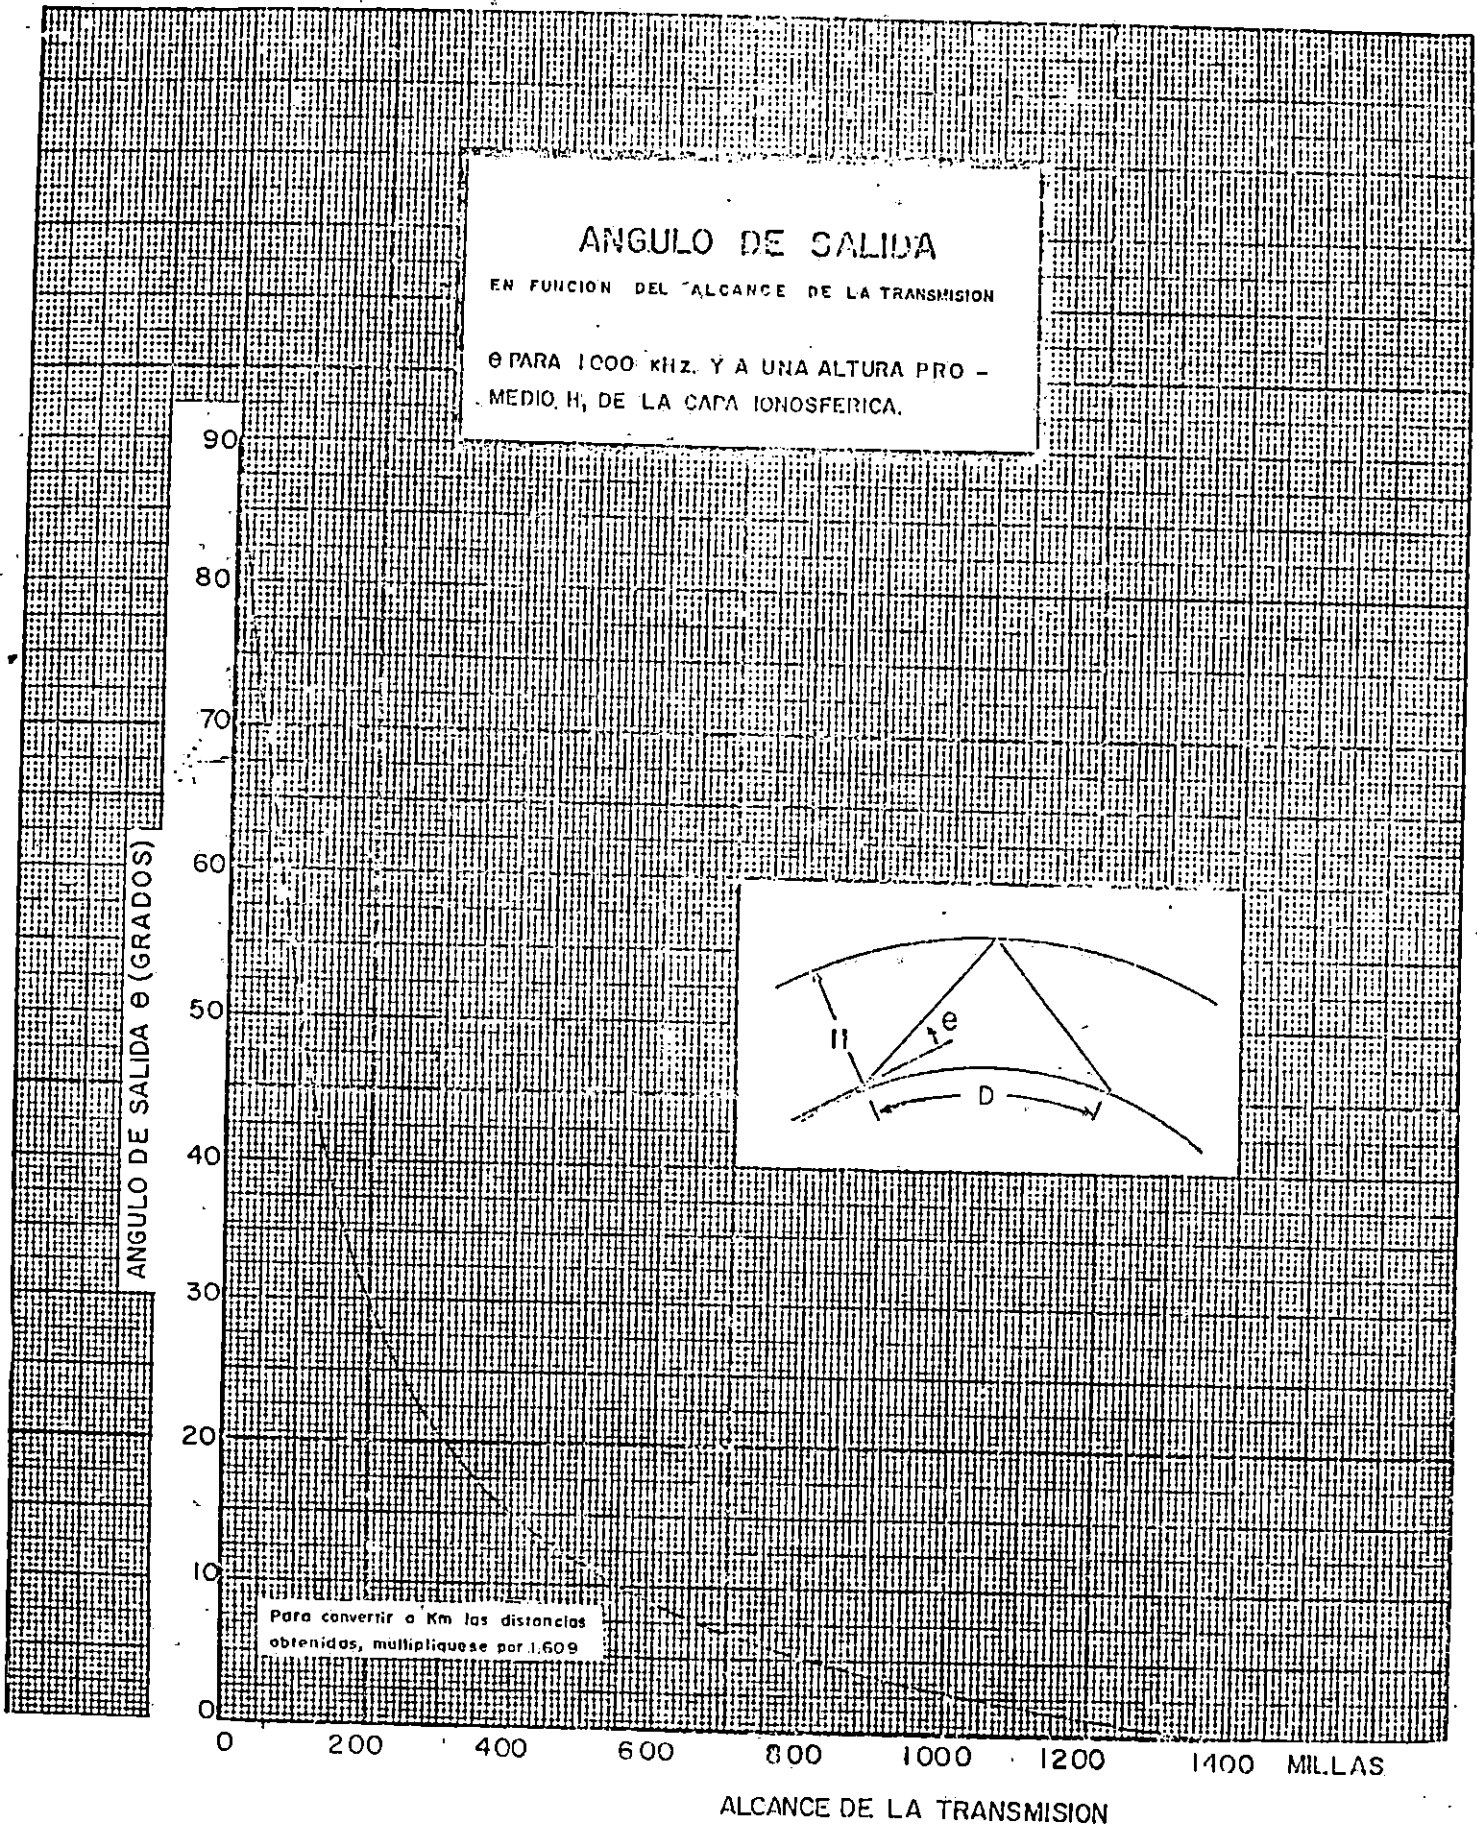 ANGULO DE SALIDA
EN FUNCION DEL ALCANCE DE LA TRANSMISION
θ PARA 1000 KHz. Y A UNA ALTURA PRO-
MEDIO, H, DE LA CAPA IONOSFERICA.
90
80
70
60
50
40
30
20
10
0
ANGULO DE SALIDA θ (GRADOS)
H
θ
D
Para convertir a Km las distancias
obtenidas, multipliquese por 1.609
0 200 400 600 800 1000 1200 1400 MILLAS
ALCANCE DE LA TRANSMISION